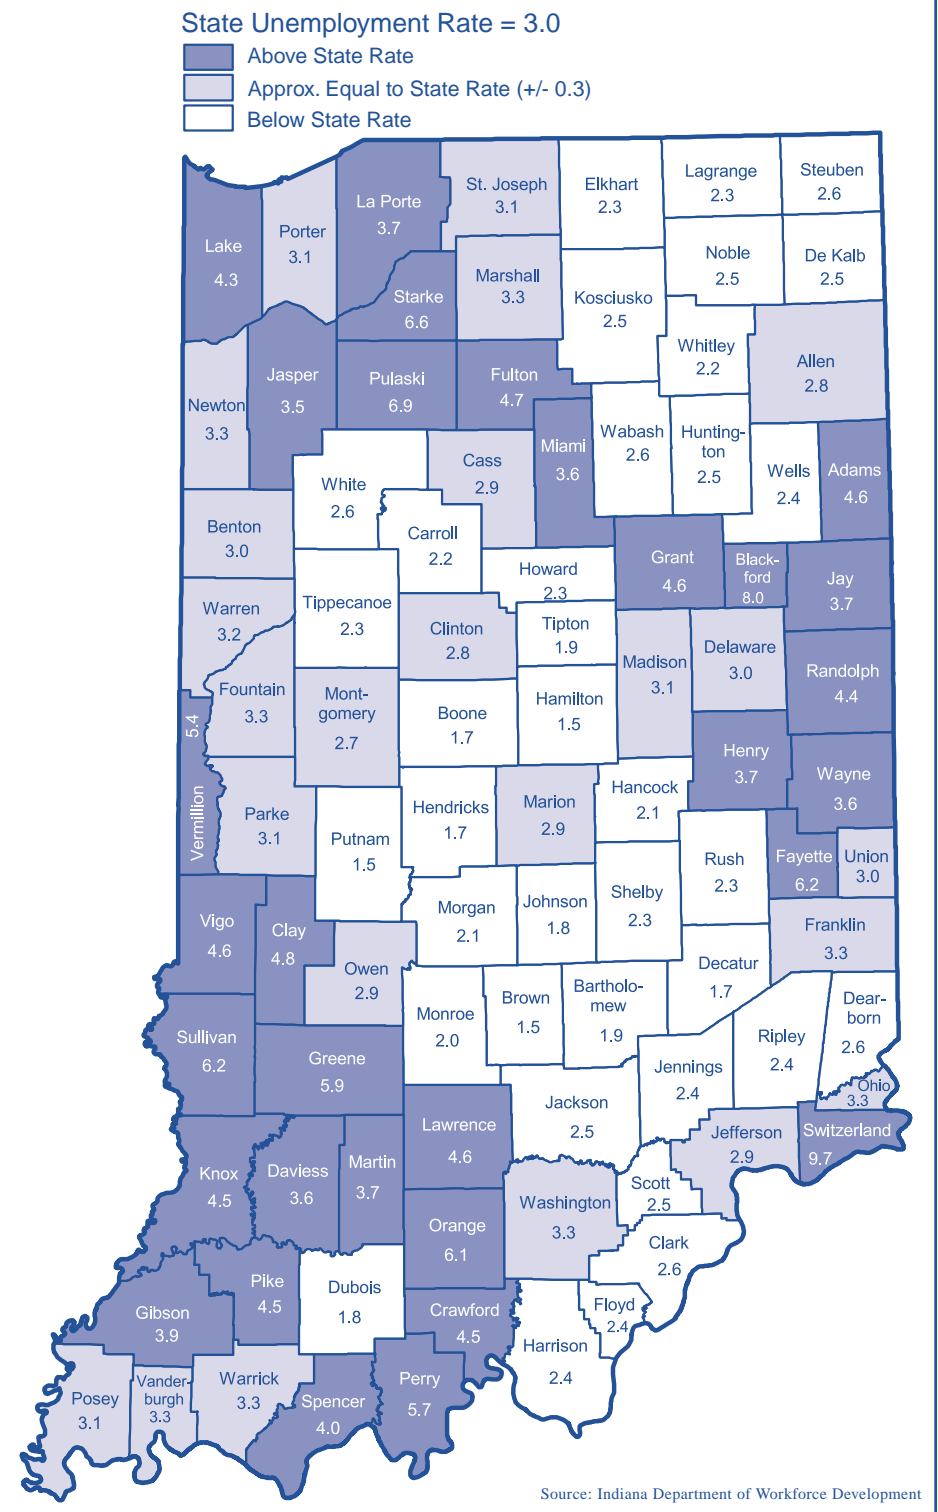 State Unemployment Rate = 3.0
Above State Rate
Approx. Equal to State Rate (+/- 0.3)
Below State Rate
Lake
4.3
Porter
3.1
La Porte
3.7
St. Joseph
3.1
Elkhart
2.3
Lagrange
2.3
Steuben
2.6
Noble
2.5
De Kalb
2.5
Starke
6.6
Marshall
3.3
Kosciusko
2.5
Whitley
2.2
Allen
2.8
Newton
3.3
Jasper
3.5
Pulaski
6.9
Fulton
4.7
Miami
3.6
Wabash
2.6
Hunting-
ton
2.5
Wells
2.4
Adams
4.6
White
2.6
Cass
2.9
Benton
3.0
Carroll
2.2
Howard
2.3
Grant
4.6
Black-
ford
8.0
Jay
3.7
Warren
3.2
Tippecanoe
2.3
Clinton
2.8
Tipton
1.9
Madison
3.1
Delaware
3.0
Randolph
4.4
Fountain
3.3
Mont-
gomery
2.7
Boone
1.7
Hamilton
1.5
Henry
3.7
Wayne
3.6
Vermillion
5.4
Parke
3.1
Putnam
1.5
Hendricks
1.7
Marion
2.9
Hancock
2.1
Rush
2.3
Fayette
6.2
Union
3.0
Vigo
4.6
Clay
4.8
Owen
2.9
Morgan
2.1
Johnson
1.8
Shelby
2.3
Franklin
3.3
Decatur
1.7
Sullivan
6.2
Greene
5.9
Monroe
2.0
Brown
1.5
Bartholo-
mew
1.9
Jennings
2.4
Ripley
2.4
Dear-
born
2.6
Ohio
3.3
Switzerland
9.7
Jefferson
2.9
Jackson
2.5
Lawrence
4.6
Knox
4.5
Daviess
3.6
Martin
3.7
Orange
6.1
Washington
3.3
Scott
2.5
Clark
2.6
Floyd
2.4
Harrison
2.4
Crawford
4.5
Dubois
1.8
Pike
4.5
Gibson
3.9
Posey
3.1
Vander-
burgh
3.3
Warrick
3.3
Spencer
4.0
Perry
5.7
Source: Indiana Department of Workforce Development